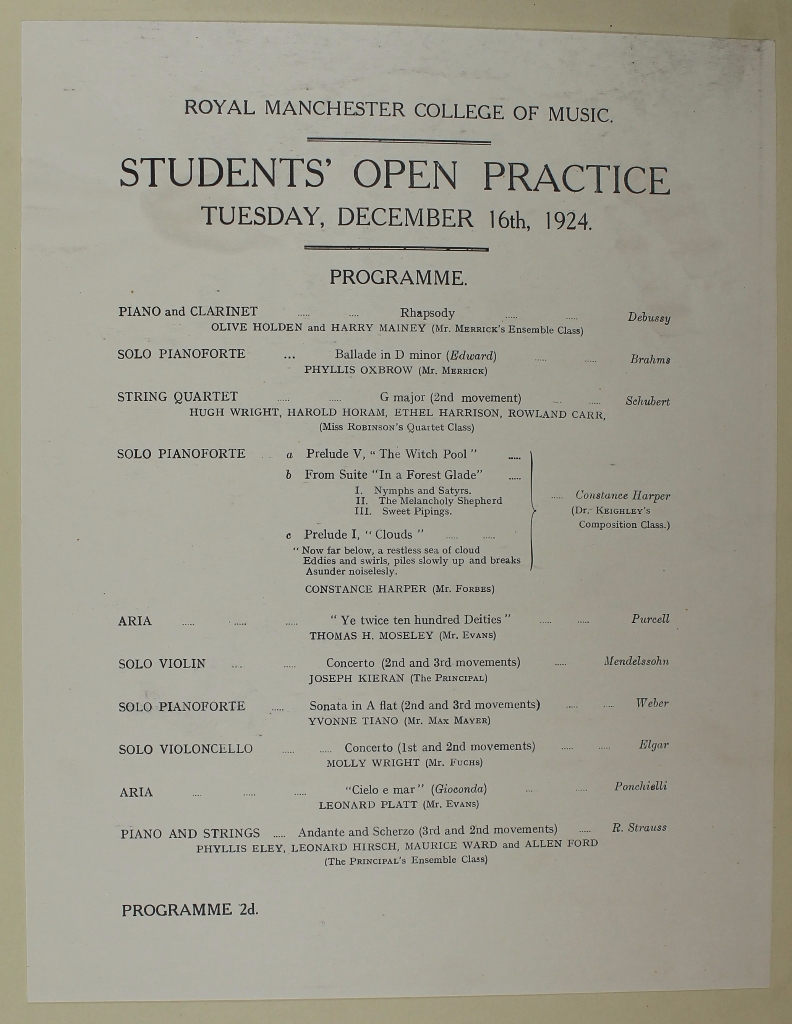 ROYAL MANCHESTER COLLEGE OF MUSIC.
STUDENTS' OPEN PRACTICE
TUESDAY, DECEMBER 16th, 1924.
PROGRAMME.
PIANO and CLARINET ..... .... Rhapsody ..... ..... Debussy
OLIVE HOLDEN and HARRY MAINEY (Mr. MERRICK's Ensemble Class)
SOLO PIANOFORTE ... Ballade in D minor (Edward) ..... ..... Brahms
PHYLLIS OXBROW (Mr. MERRICK)
STRING QUARTET ..... ..... G major (2nd movement) ... ..... Schubert
HUGH WRIGHT, HAROLD HORAM, ETHEL HARRISON, ROWLAND CARR,
(Miss ROBINSON's Quartet Class)
SOLO PIANOFORTE ... a Prelude V, "The Witch Pool" .....
b From Suite "In a Forest Glade" .....
I. Nymphs and Satyrs.
II. The Melancholy Shepherd
III. Sweet Pipings.
..... Constance Harper
(Dr. KEIGHLEY'S
Composition Class.)
c Prelude I, "Clouds" ..... .....
"Now far below, a restless sea of cloud
Eddies and swirls, piles slowly up and breaks
Asunder noiselesly.
CONSTANCE HARPER (Mr. FORBES)
ARIA ..... ..... ..... "Ye twice ten hundred Deities" ..... ..... Purcell
THOMAS H. MOSELEY (Mr. EVANS)
SOLO VIOLIN ... ..... Concerto (2nd and 3rd movements) ..... Mendelssohn
JOSEPH KIERAN (The PRINCIPAL)
SOLO PIANOFORTE ..... Sonata in A flat (2nd and 3rd movements) ..... .... Weber
YVONNE TIANO (Mr. MAX MAYER)
SOLO VIOLONCELLO ..... ..... Concerto (1st and 2nd movements) ..... ..... Elgar
MOLLY WRIGHT (Mr. FUCHS)
ARIA .... ..... ..... "Cielo e mar" (Gioconda) ... ..... Ponchielli
LEONARD PLATT (Mr. EVANS)
PIANO AND STRINGS ..... Andante and Scherzo (3rd and 2nd movements) ..... R. Strauss
PHYLLIS ELEY, LEONARD HIRSCH, MAURICE WARD and ALLEN FORD
(The PRINCIPAL's Ensemble Class)
PROGRAMME 2d.